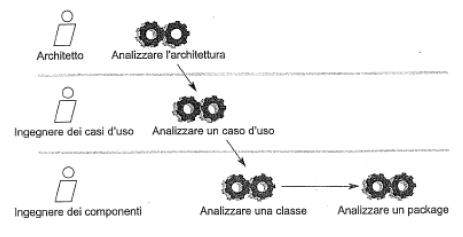 Architetto Analizzare l'architettura
Ingegnere dei casi d'uso Analizzare un caso d'uso
Ingegnere dei componenti Analizzare una classe Analizzare un package